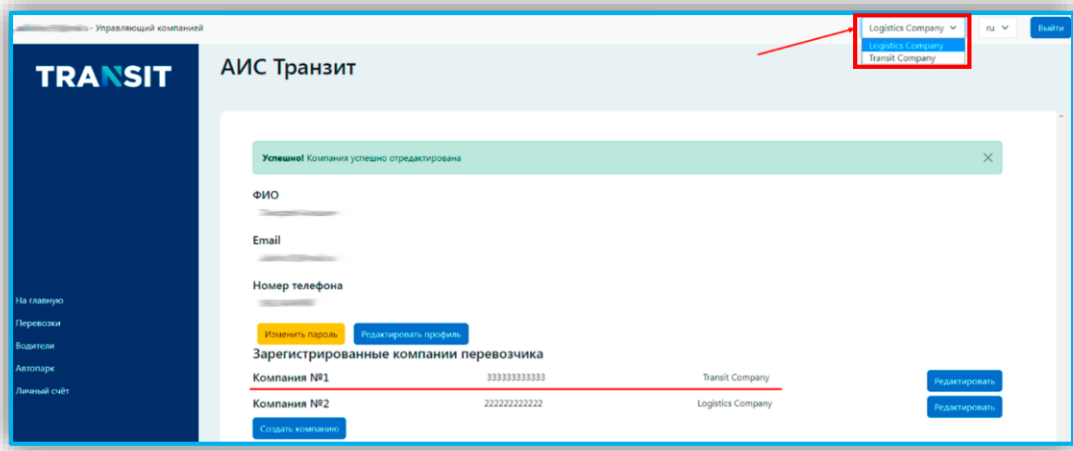 - Управляющий компанией
Logistics Company
ru
Выйти
Logistics Company
Transit Company
TRANSIT
АИС Транзит
Успешно! Компания успешно отредактирована
ФИО
Email
Номер телефона
На главную
Перевозки
Водители
Автопарк
Личный счёт
Изменить пароль
Редактировать профиль
Зарегистрированные компании перевозчика
Компания №1 333333333333 Transit Company Редактировать
Компания №2 222222222222 Logistics Company Редактировать
Создать компанию